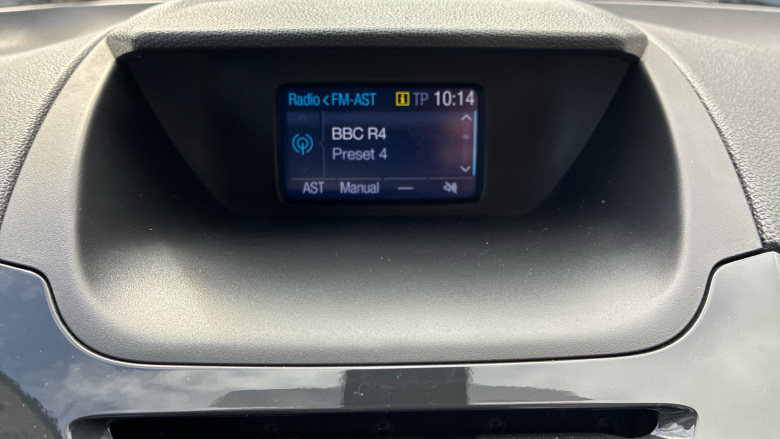 Radio < FM-AST i TP 10:14
BBC R4
Preset 4
AST Manual —